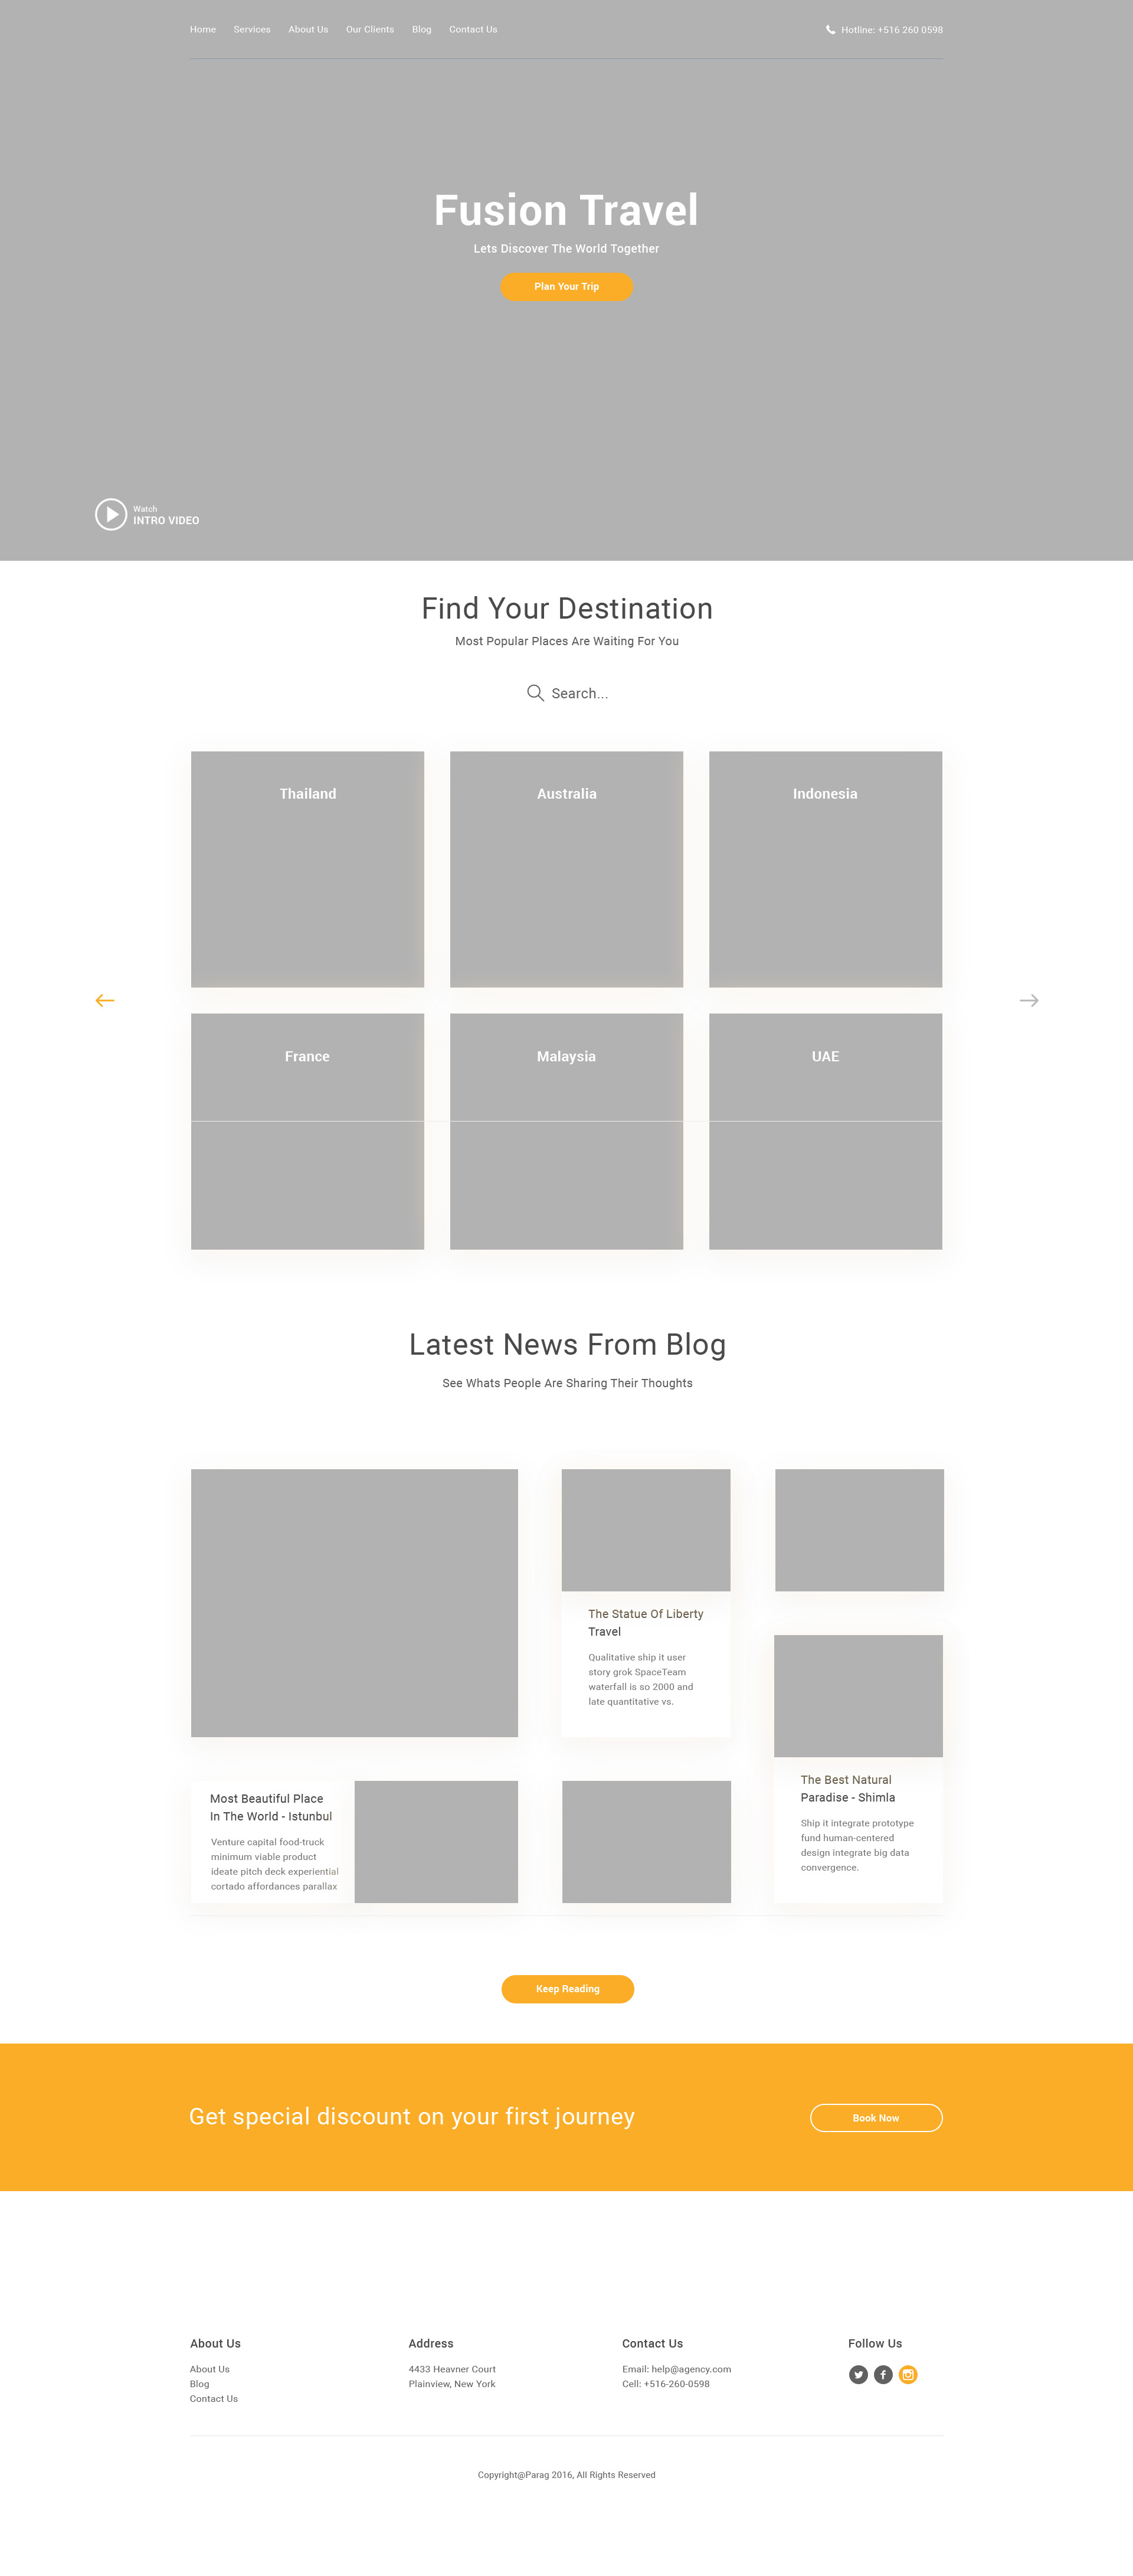 Home Services About Us Our Clients Blog Contact Us Hotline: +516 260 0598
Fusion Travel
Lets Discover The World Together
Plan Your Trip
Watch
INTRO VIDEO
Find Your Destination
Most Popular Places Are Waiting For You
Search...
Thailand Australia Indonesia
France Malaysia UAE
Latest News From Blog
See Whats People Are Sharing Their Thoughts
The Statue Of Liberty
Travel
Qualitative ship it user
story grok SpaceTeam
waterfall is so 2000 and
late quantitative vs.
The Best Natural
Paradise - Shimla
Ship it integrate prototype
fund human-centered
design integrate big data
convergence.
Most Beautiful Place
In The World - Istunbul
Venture capital food-truck
minimum viable product
ideate pitch deck experiential
cortado affordances parallax
Keep Reading
Get special discount on your first journey
Book Now
About Us
About Us
Blog
Contact Us
Address
4433 Heavner Court
Plainview, New York
Contact Us
Email: help@agency.com
Cell: +516-260-0598
Follow Us
Copyright@Parag 2016, All Rights Reserved